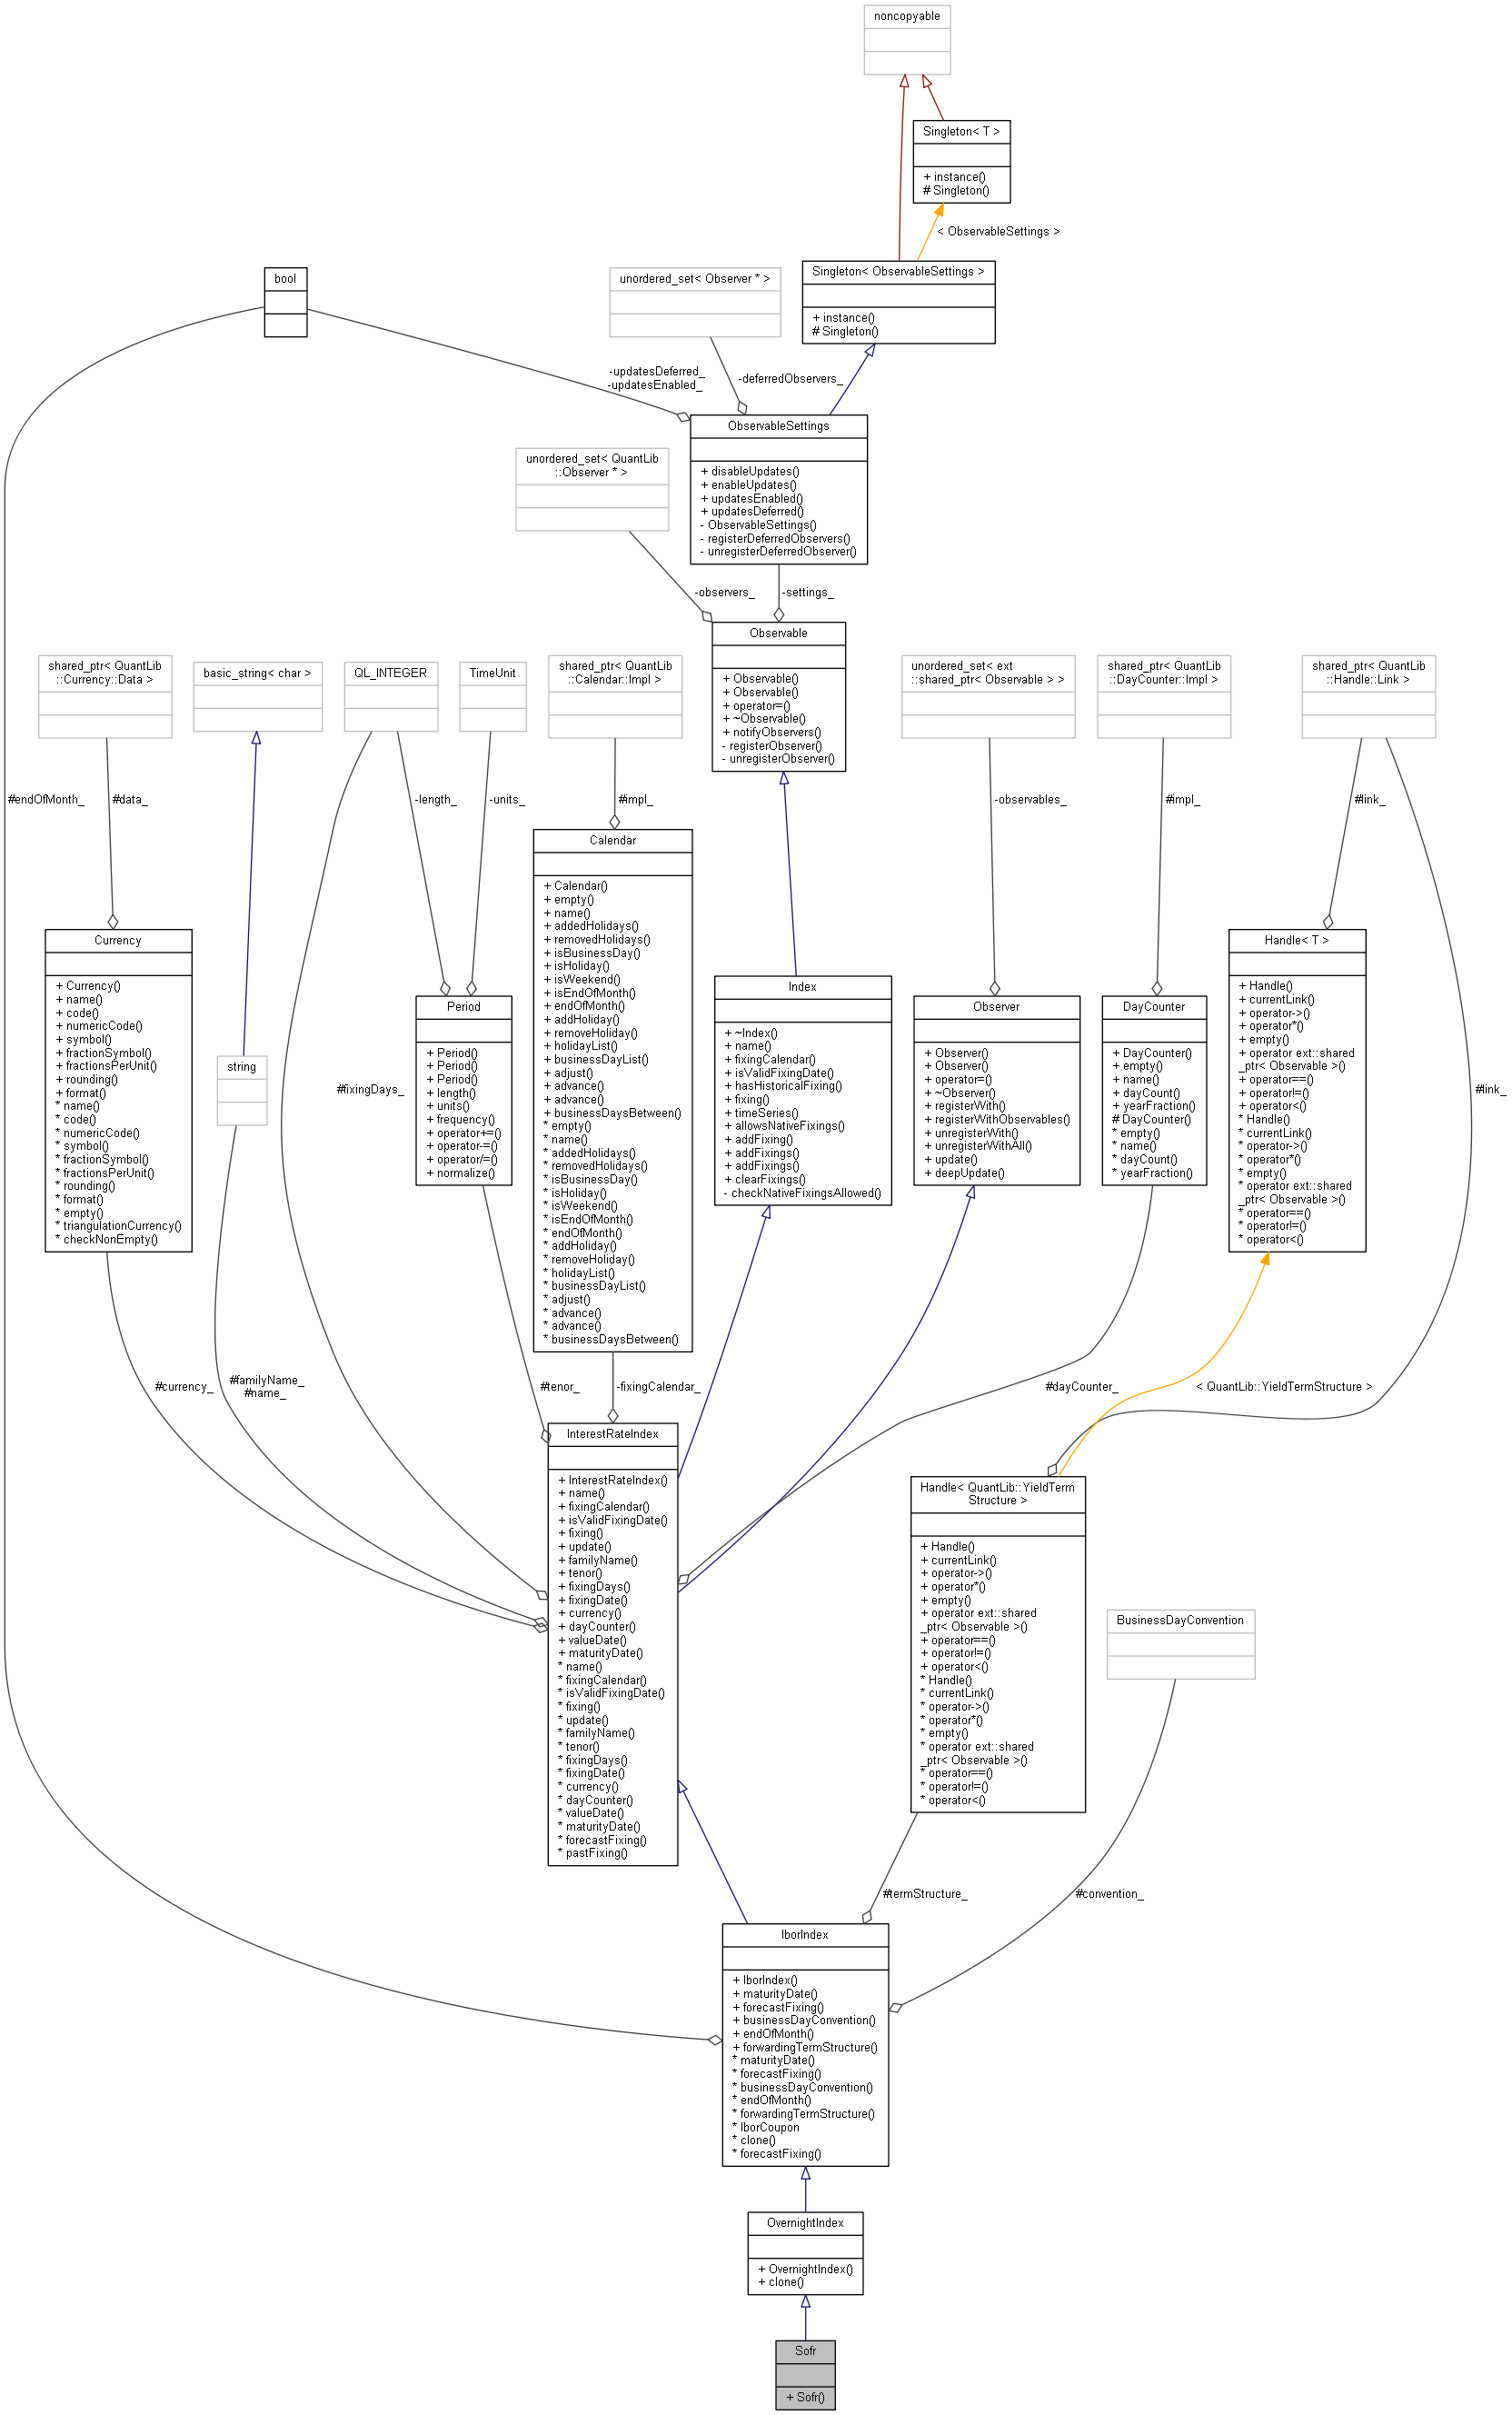 noncopyable
Singleton< T >
+ instance()
# Singleton()
< ObservableSettings >
bool
unordered_set< Observer * >
Singleton< ObservableSettings >
+ instance()
# Singleton()
-updatesDeferred_
-updatesEnabled_
-deferredObservers_
unordered_set< QuantLib
::Observer * >
ObservableSettings
+ disableUpdates()
+ enableUpdates()
+ updatesEnabled()
+ updatesDeferred()
- ObservableSettings()
- registerDeferredObservers()
- unregisterDeferredObserver()
-observers_
-settings_
shared_ptr< QuantLib
::Currency::Data >
basic_string< char >
QL_INTEGER
TimeUnit
shared_ptr< QuantLib
::Calendar::Impl >
Observable
+ Observable()
+ Observable()
+ operator=()
+ ~Observable()
+ notifyObservers()
- registerObserver()
- unregisterObserver()
unordered_set< ext
::shared_ptr< Observable > >
shared_ptr< QuantLib
::DayCounter::Impl >
shared_ptr< QuantLib
::Handle::Link >
#endOfMonth_
#data_
-length_
-units_
#impl_
-observables_
#impl_
#link_
Currency
+ Currency()
+ name()
+ code()
+ numericCode()
+ symbol()
+ fractionSymbol()
+ fractionsPerUnit()
+ rounding()
+ format()
* name()
* code()
* numericCode()
* symbol()
* fractionSymbol()
* fractionsPerUnit()
* rounding()
* format()
* empty()
* triangulationCurrency()
* checkNonEmpty()
string
#fixingDays_
Period
+ Period()
+ Period()
+ Period()
+ length()
+ units()
+ frequency()
+ operator+=()
+ operator-=()
+ operator/=()
+ normalize()
Calendar
+ Calendar()
+ empty()
+ name()
+ addedHolidays()
+ removedHolidays()
+ isBusinessDay()
+ isHoliday()
+ isWeekend()
+ isEndOfMonth()
+ endOfMonth()
+ addHoliday()
+ removeHoliday()
+ holidayList()
+ businessDayList()
+ adjust()
+ advance()
+ advance()
+ businessDaysBetween()
* empty()
* name()
* addedHolidays()
* removedHolidays()
* isBusinessDay()
* isHoliday()
* isWeekend()
* isEndOfMonth()
* endOfMonth()
* addHoliday()
* removeHoliday()
* holidayList()
* businessDayList()
* adjust()
* advance()
* advance()
* businessDaysBetween()
Index
+ ~Index()
+ name()
+ fixingCalendar()
+ isValidFixingDate()
+ hasHistoricalFixing()
+ fixing()
+ timeSeries()
+ allowsNativeFixings()
+ addFixing()
+ addFixings()
+ addFixings()
+ clearFixings()
- checkNativeFixingsAllowed()
Observer
+ Observer()
+ Observer()
+ operator=()
+ ~Observer()
+ registerWith()
+ registerWithObservables()
+ unregisterWith()
+ unregisterWithAll()
+ update()
+ deepUpdate()
DayCounter
+ DayCounter()
+ empty()
+ name()
+ dayCount()
+ yearFraction()
# DayCounter()
* empty()
* name()
* dayCount()
* yearFraction()
Handle< T >
+ Handle()
+ currentLink()
+ operator->()
+ operator*()
+ empty()
+ operator ext::shared
_ptr< Observable >()
+ operator==()
+ operator!=()
+ operator<()
* Handle()
* currentLink()
* operator->()
* operator*()
* empty()
* operator ext::shared
_ptr< Observable >()
* operator==()
* operator!=()
* operator<()
#link_
#currency_
#familyName_
#name_
#tenor_
-fixingCalendar_
#dayCounter_
< QuantLib::YieldTermStructure >
InterestRateIndex
+ InterestRateIndex()
+ name()
+ fixingCalendar()
+ isValidFixingDate()
+ fixing()
+ update()
+ familyName()
+ tenor()
+ fixingDays()
+ fixingDate()
+ currency()
+ dayCounter()
+ valueDate()
+ maturityDate()
* name()
* fixingCalendar()
* isValidFixingDate()
* fixing()
* update()
* familyName()
* tenor()
* fixingDays()
* fixingDate()
* currency()
* dayCounter()
* valueDate()
* maturityDate()
* forecastFixing()
* pastFixing()
Handle< QuantLib::YieldTerm
Structure >
+ Handle()
+ currentLink()
+ operator->()
+ operator*()
+ empty()
+ operator ext::shared
_ptr< Observable >()
+ operator==()
+ operator!=()
+ operator<()
* Handle()
* currentLink()
* operator->()
* operator*()
* empty()
* operator ext::shared
_ptr< Observable >()
* operator==()
* operator!=()
* operator<()
BusinessDayConvention
#termStructure_
#convention_
IborIndex
+ IborIndex()
+ maturityDate()
+ forecastFixing()
+ businessDayConvention()
+ endOfMonth()
+ forwardingTermStructure()
* maturityDate()
* forecastFixing()
* businessDayConvention()
* endOfMonth()
* forwardingTermStructure()
* IborCoupon
* clone()
* forecastFixing()
OvernightIndex
+ OvernightIndex()
+ clone()
Sofr
+ Sofr()